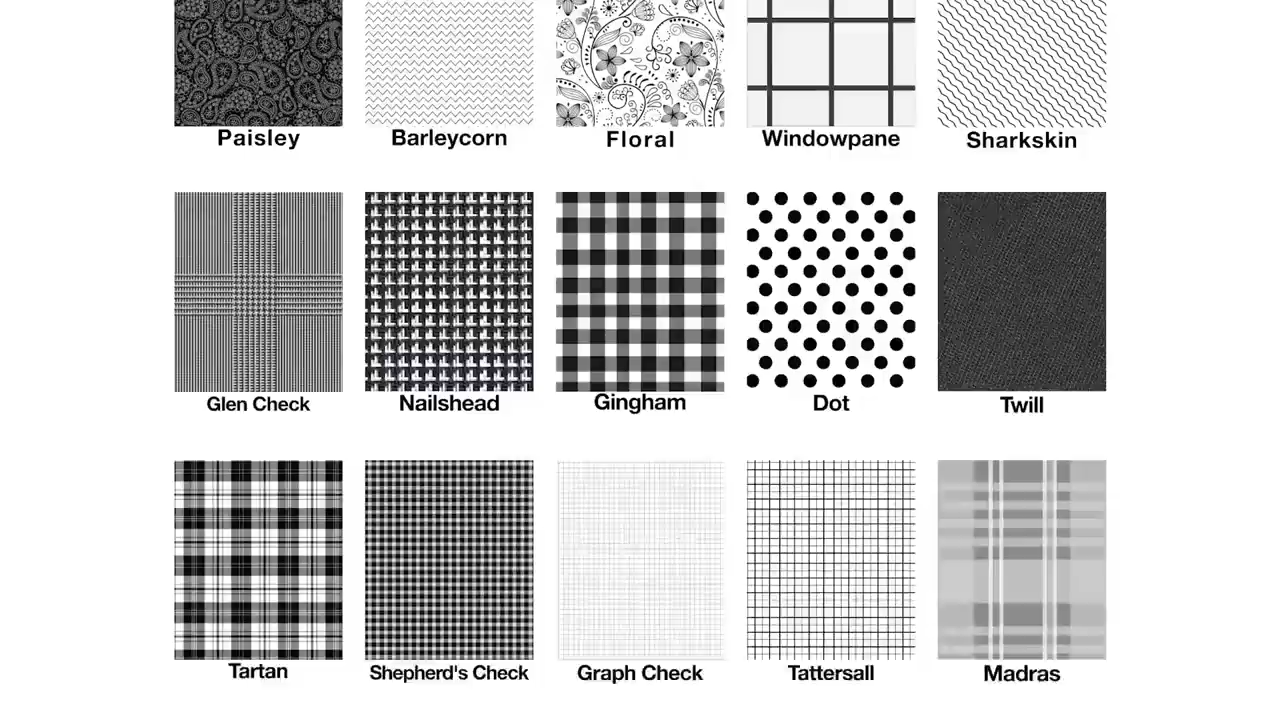 Paisley
Barleycorn
Floral
Windowpane
Sharkskin
Glen Check
Nailshead
Gingham
Dot
Twill
Tartan
Shepherd's Check
Graph Check
Tattersall
Madras